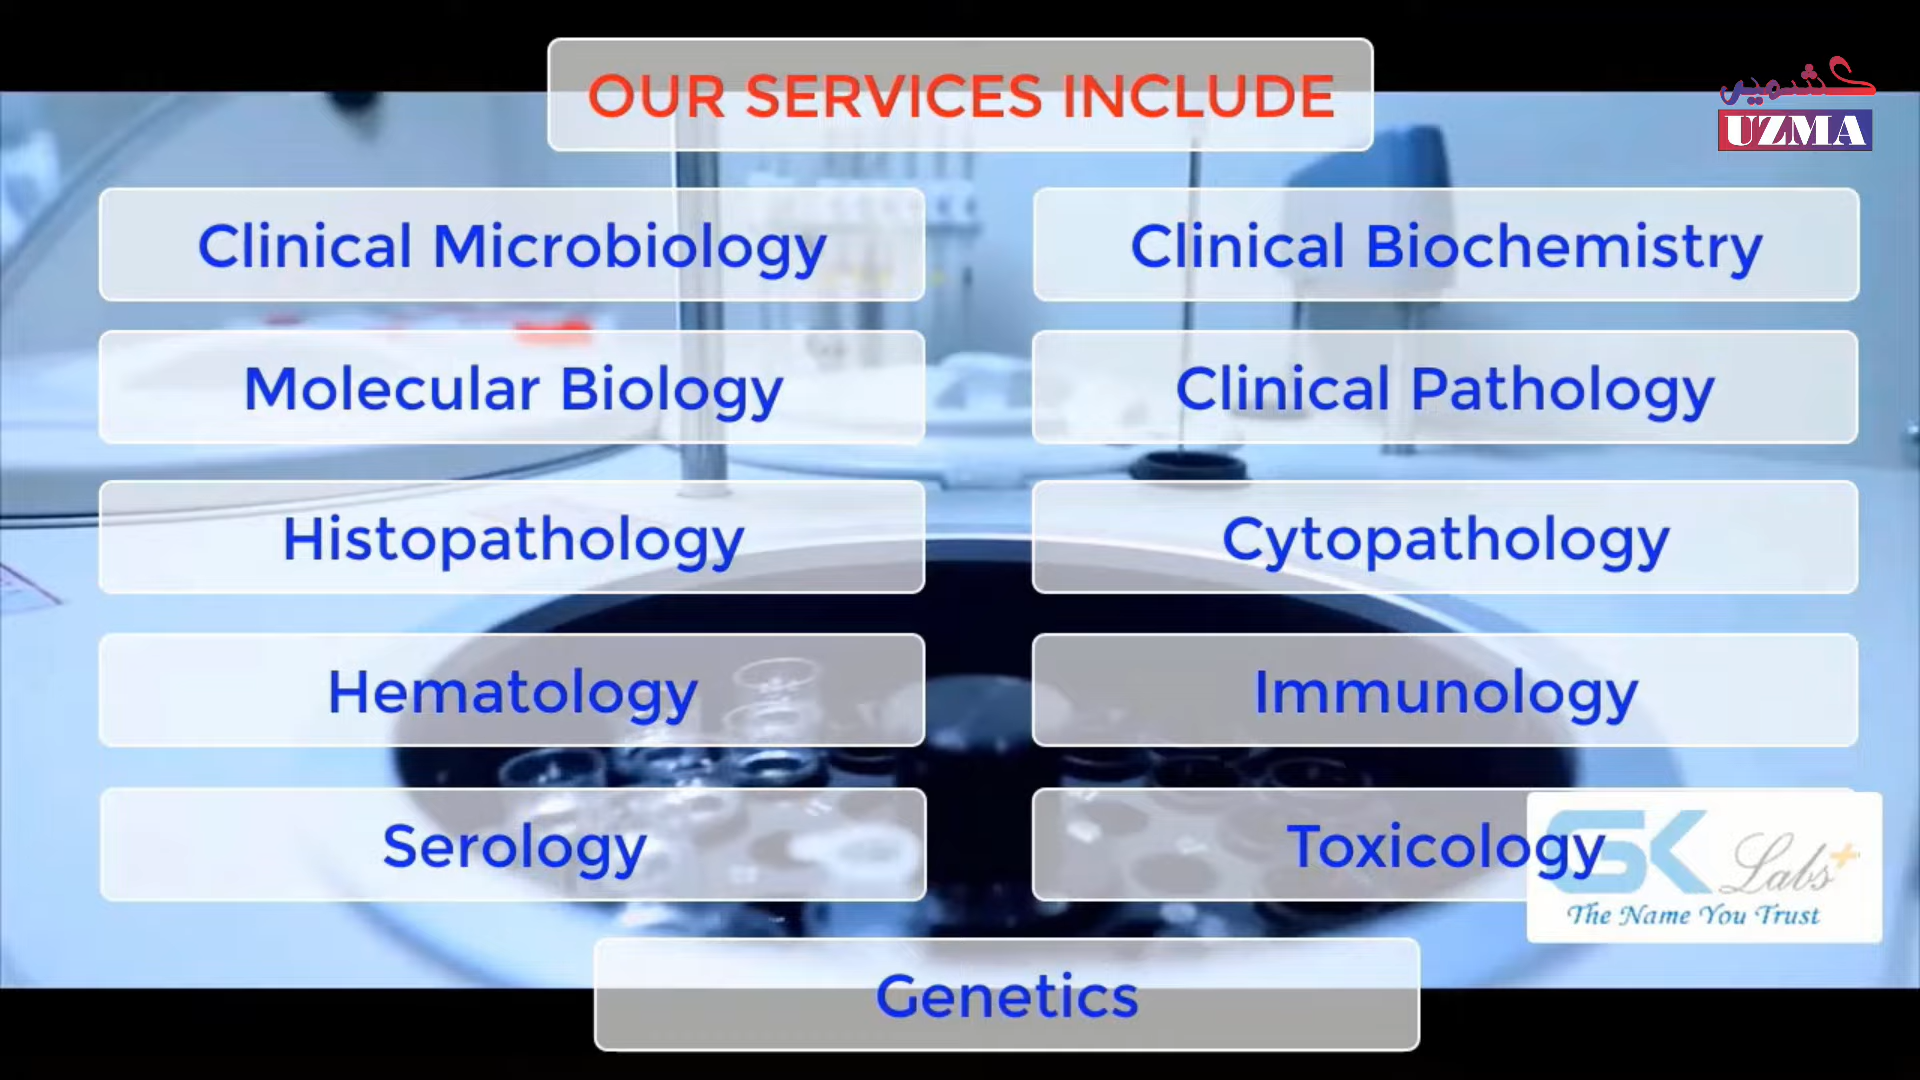 OUR SERVICES INCLUDE
کشمیر
UZMA
Clinical Microbiology
Clinical Biochemistry
Molecular Biology
Clinical Pathology
Histopathology
Cytopathology
Hematology
Immunology
Serology
Toxicology
GK Labs+
The Name You Trust
Genetics